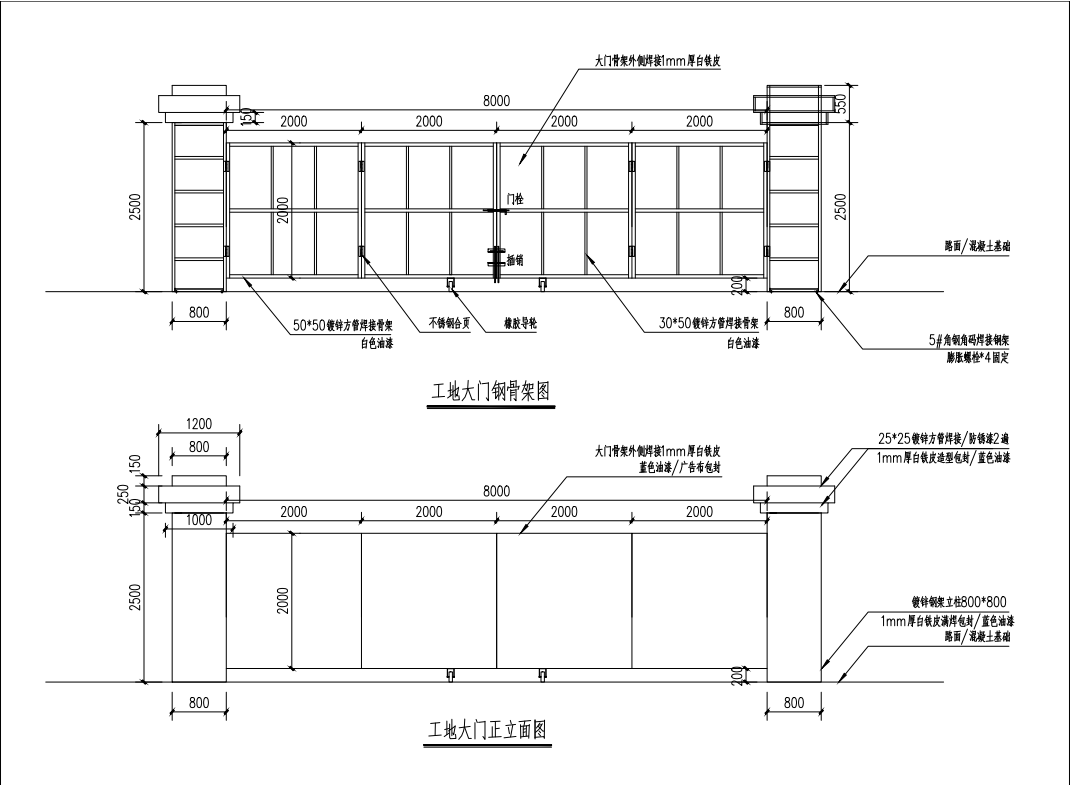 大门骨架外侧焊接1mm厚白铁皮
8000
150
550
2000 2000 2000 2000
2500
2000
门栓
插销
2500
200
路面/混凝土基础
800
800
50*50镀锌方管焊接骨架
白色油漆
不锈钢合页
橡胶导轮
30*50镀锌方管焊接骨架
白色油漆
5#角钢角码焊接钢架
膨胀螺栓*4固定
工地大门钢骨架图
1200
800
大门骨架外侧焊接1mm厚白铁皮
蓝色油漆/广告布包封
25*25镀锌方管焊接/防锈漆2遍
1mm厚白铁皮造型包封/蓝色油漆
150
250
150
8000
1000
2000 2000 2000 2000
2500
2000
200
镀锌钢架立柱800*800
1mm厚白铁皮满焊包封/蓝色油漆
路面/混凝土基础
800
800
工地大门正立面图